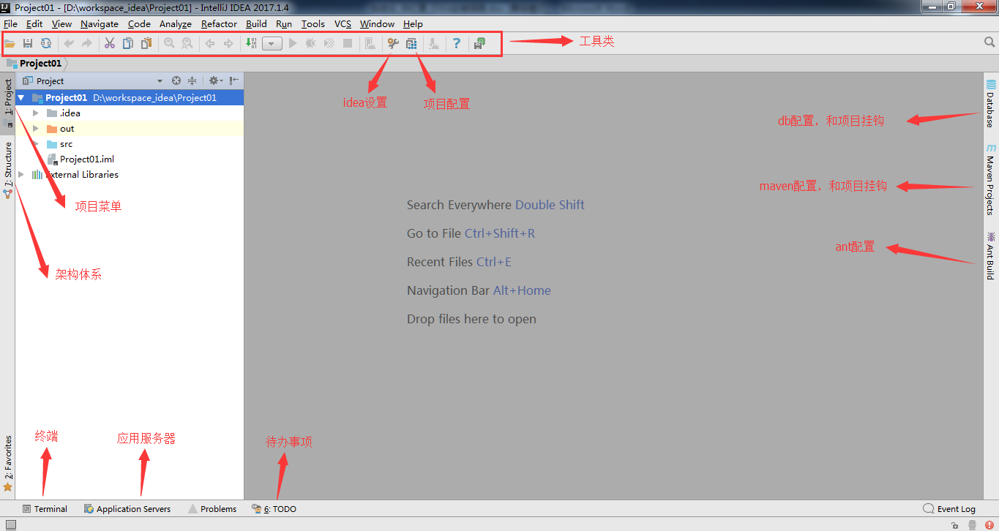 Project01 - [D:\workspace_idea\Project01] - IntelliJ IDEA 2017.1.4
File Edit View Navigate Code Analyze Refactor Build Run Tools VCS Window Help
工具类
Project01
idea设置
项目配置
1: Project
7: Structure
2: Favorites
Project
Project01 D:\workspace_idea\Project01
.idea
out
src
Project01.iml
External Libraries
项目菜单
架构体系
Search Everywhere Double Shift
Go to File Ctrl+Shift+R
Recent Files Ctrl+E
Navigation Bar Alt+Home
Drop files here to open
db配置，和项目挂钩
maven配置，和项目挂钩
ant配置
Database
Maven Projects
Ant Build
终端
应用服务器
待办事项
Terminal Application Servers Problems 6: TODO Event Log